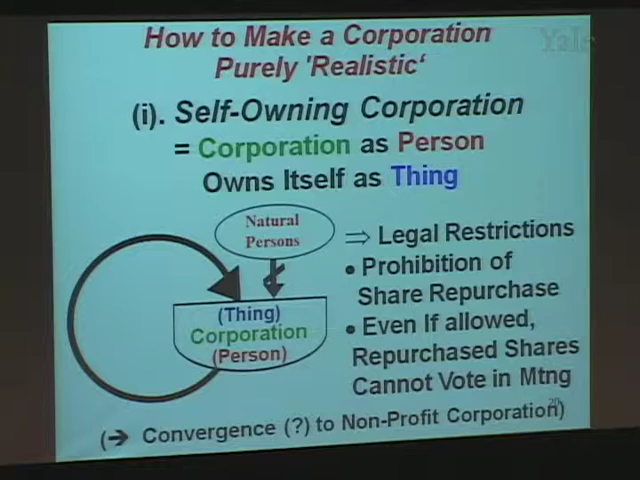 Yale
How to Make a Corporation
Purely 'Realistic'
(i). Self-Owning Corporation
= Corporation as Person
Owns Itself as Thing
Natural
Persons
(Thing)
Corporation
(Person)
⇒ Legal Restrictions
• Prohibition of
Share Repurchase
• Even If allowed,
Repurchased Shares
Cannot Vote in Mtng
20
(➔ Convergence (?) to Non-Profit Corporation)